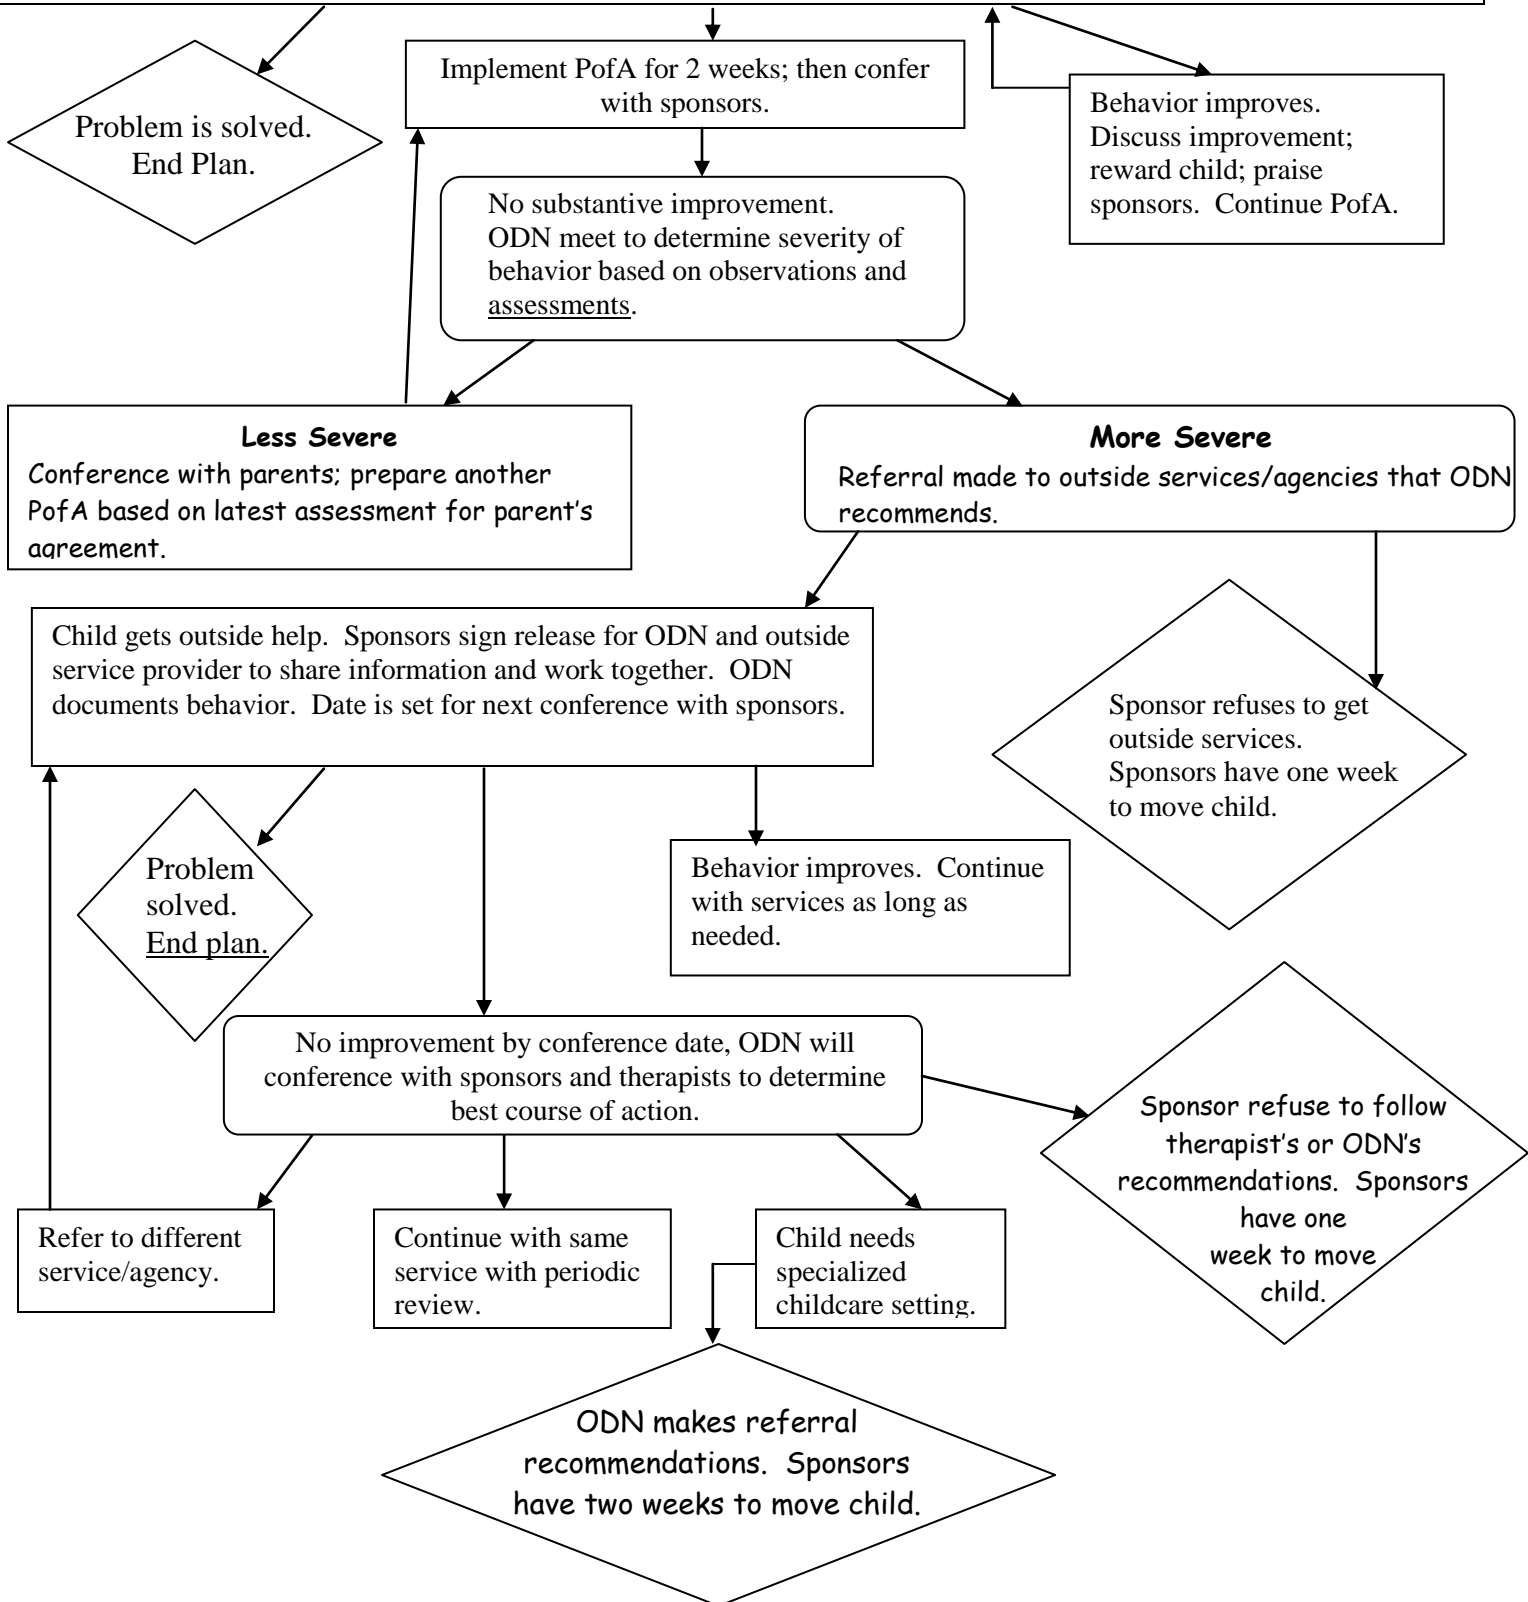 Problem is solved.
End Plan.
Implement PofA for 2 weeks; then confer
with sponsors.
Behavior improves.
Discuss improvement;
reward child; praise
sponsors.  Continue PofA.
No substantive improvement.
ODN meet to determine severity of
behavior based on observations and
assessments.
Less Severe
Conference with parents; prepare another
PofA based on latest assessment for parent's
agreement.
More Severe
Referral made to outside services/agencies that ODN
recommends.
Child gets outside help.  Sponsors sign release for ODN and outside
service provider to share information and work together.  ODN
documents behavior.  Date is set for next conference with sponsors.
Sponsor refuses to get
outside services.
Sponsors have one week
to move child.
Problem
solved.
End plan.
Behavior improves.  Continue
with services as long as
needed.
No improvement by conference date, ODN will
conference with sponsors and therapists to determine
best course of action.
Sponsor refuse to follow
therapist's or ODN's
recommendations.  Sponsors
have one
week to move
child.
Refer to different
service/agency.
Continue with same
service with periodic
review.
Child needs
specialized
childcare setting.
ODN makes referral
recommendations.  Sponsors
have two weeks to move child.